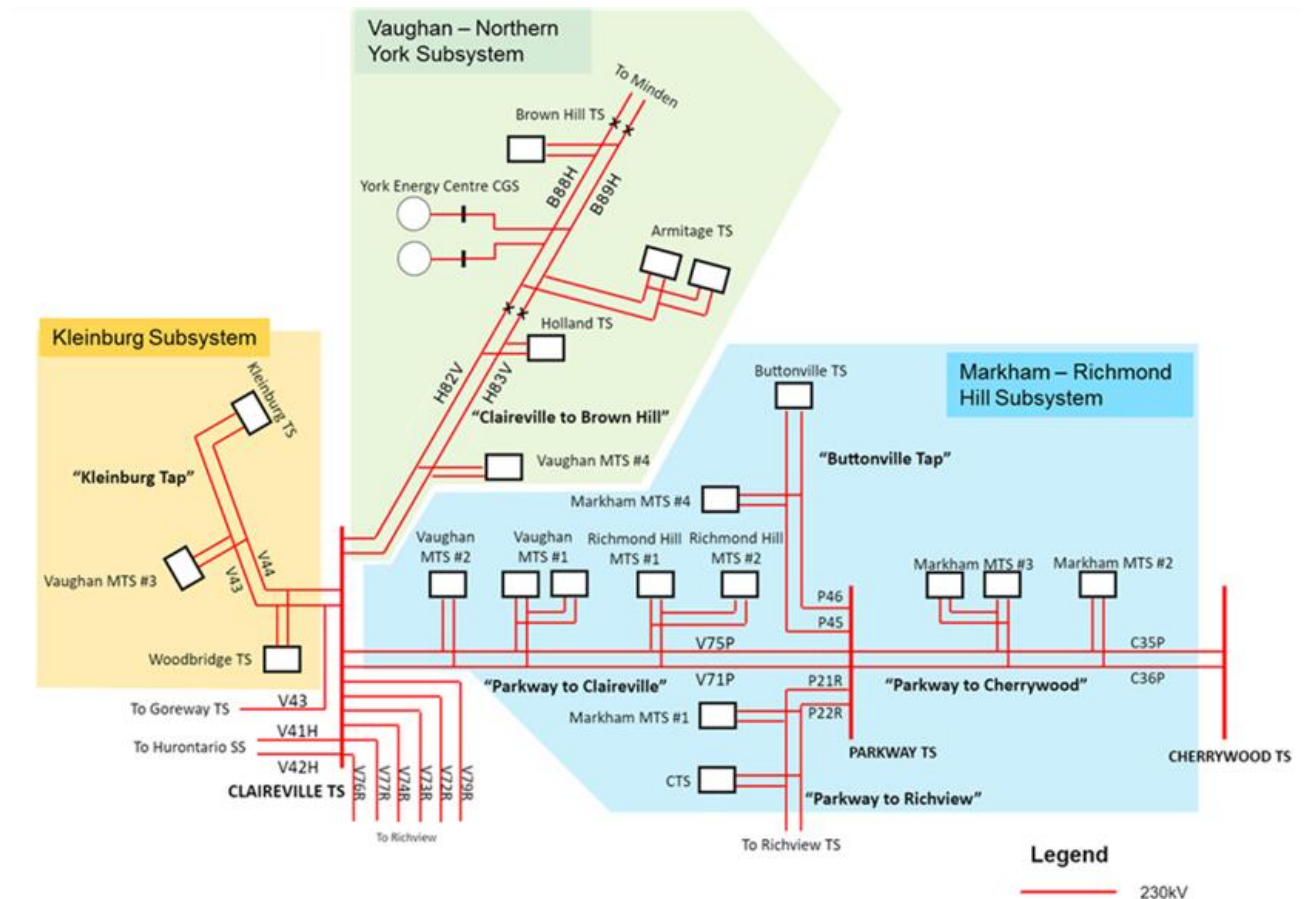 Vaughan – Northern
York Subsystem
To Minden
Brown Hill TS
B88H
B89H
York Energy Centre CGS
Armitage TS
Holland TS
H82V
H83V
"Claireville to Brown Hill"
Vaughan MTS #4
Kleinburg Subsystem
Kleinburg TS
"Kleinburg Tap"
Vaughan MTS #3
V44
V43
Woodbridge TS
To Goreway TS
V43
V41H
To Hurontario SS
V42H
CLAIREVILLE TS
V76R
V77R
V74R
V73R
V72R
V79R
To Richview
Markham – Richmond
Hill Subsystem
Buttonville TS
"Buttonville Tap"
Markham MTS #4
Vaughan
MTS #2
Vaughan
MTS #1
Richmond Hill
MTS #1
Richmond Hill
MTS #2
Markham MTS #3
Markham MTS #2
P46
P45
V75P
C35P
"Parkway to Claireville"
V71P
P21R
"Parkway to Cherrywood"
C36P
Markham MTS #1
P22R
PARKWAY TS
CHERRYWOOD TS
CTS
"Parkway to Richview"
To Richview TS
Legend
230kV